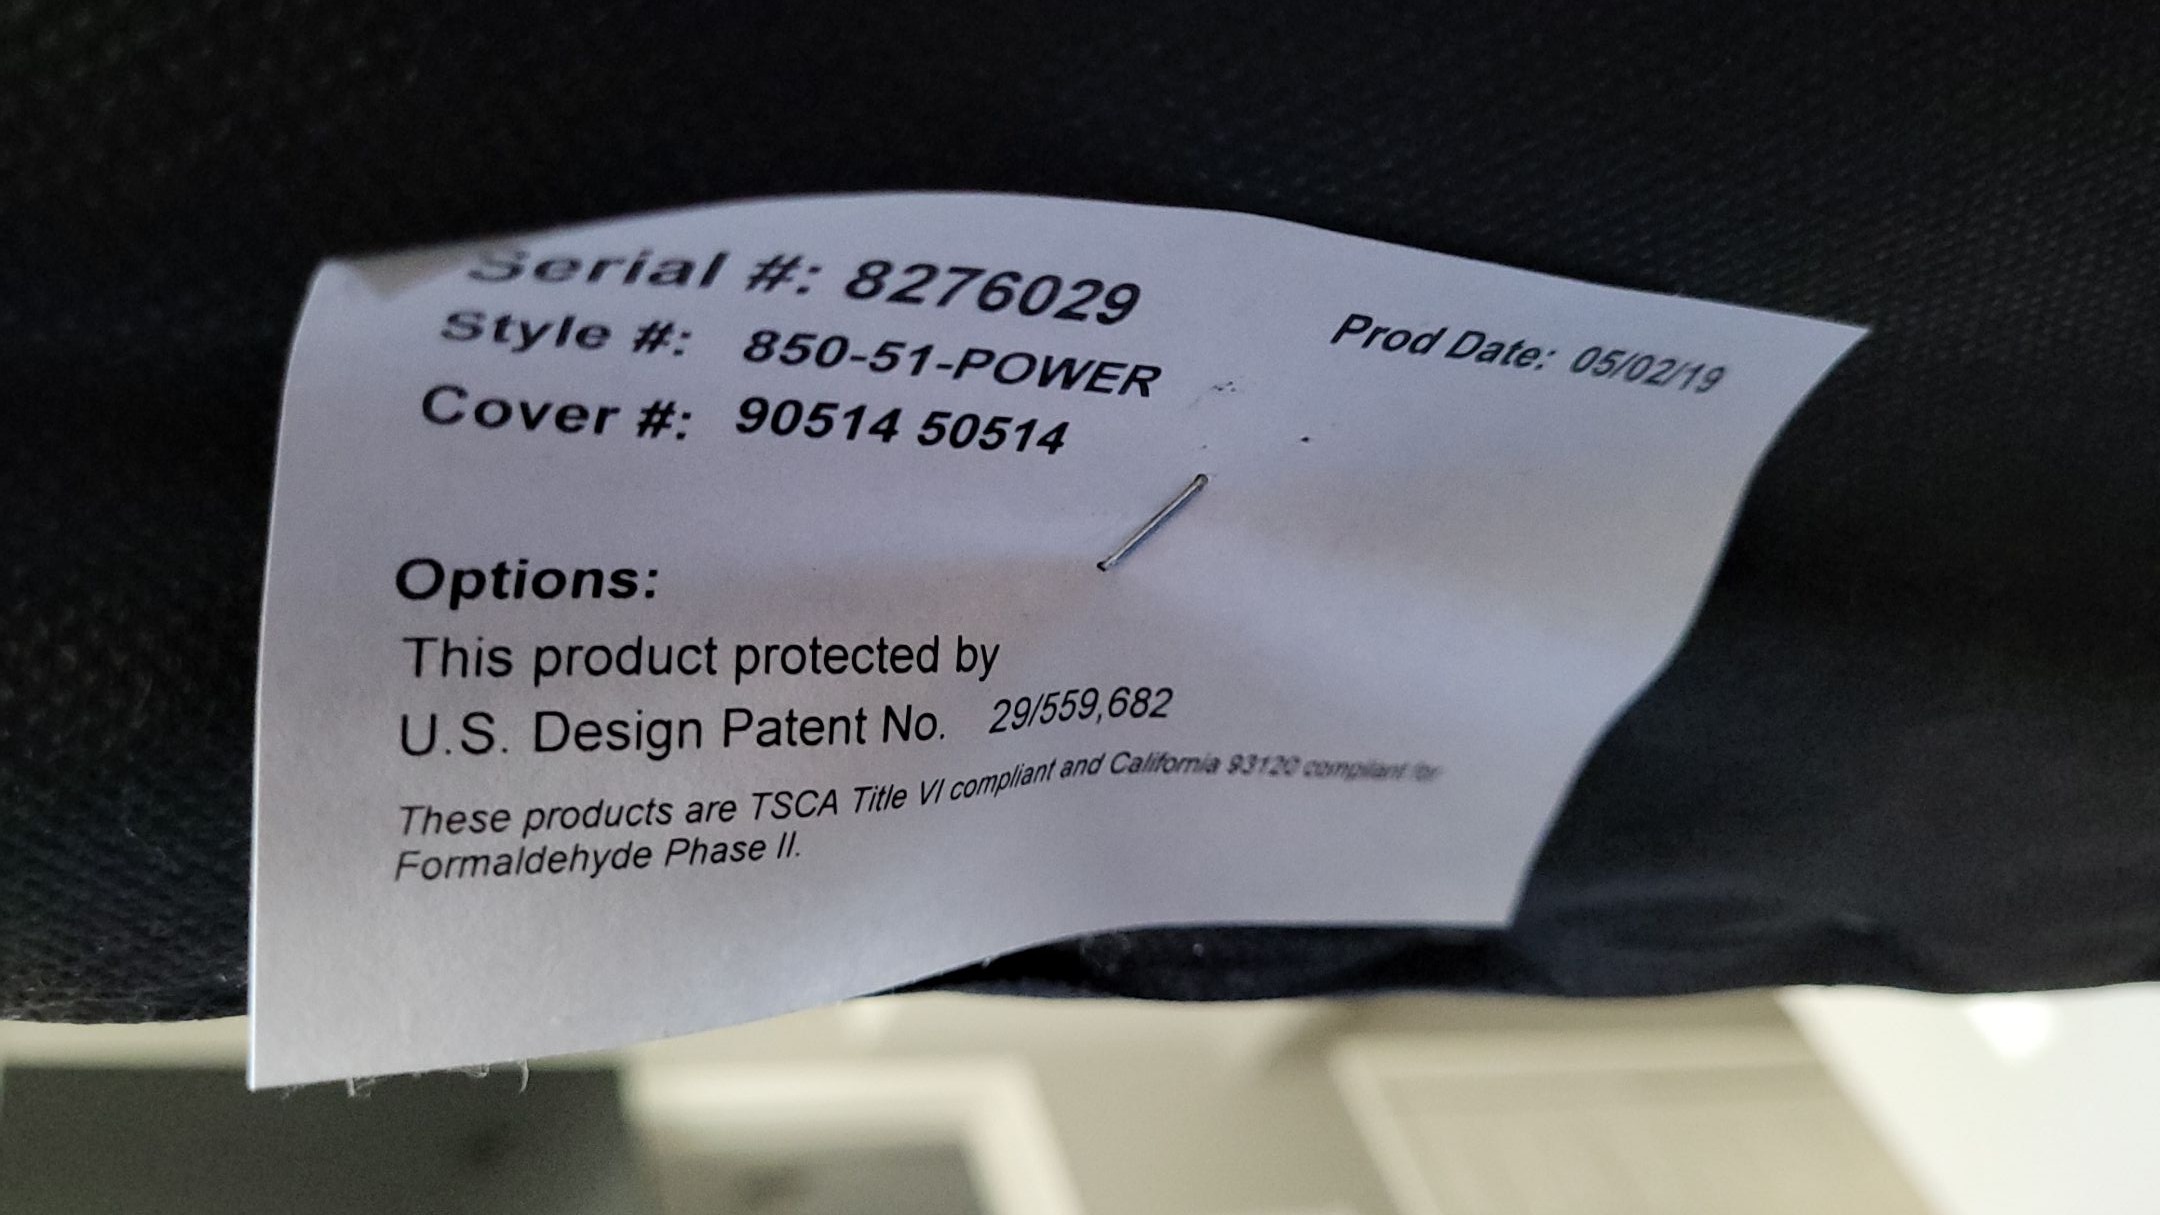 Serial #: 8276029
Prod Date: 05/02/19
Style #: 850-51-POWER
Cover #: 90514 50514
Options:
This product protected by
U.S. Design Patent No. 29/559,682
These products are TSCA Title VI compliant and California 93120 compliant for
Formaldehyde Phase II.